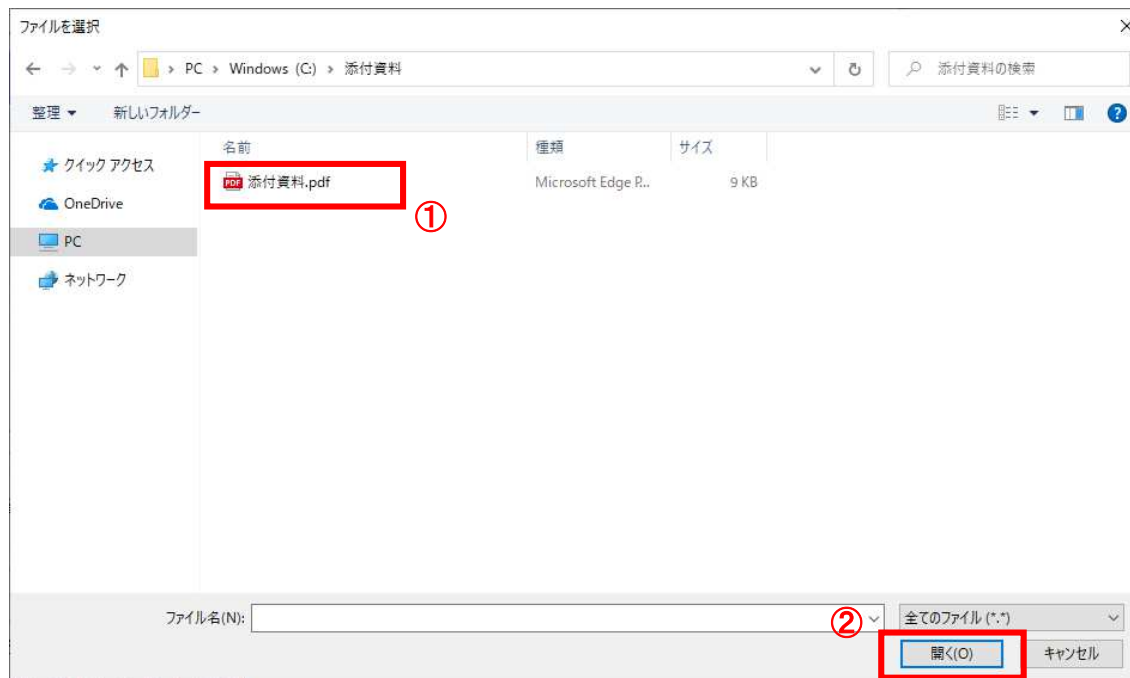 ファイルを選択
PC > Windows (C:) > 添付資料
添付資料の検索
整理
新しいフォルダー
名前 種類 サイズ
クイック アクセス
OneDrive
PC
ネットワーク
PDF 添付資料.pdf Microsoft Edge P... 9 KB
①
ファイル名(N):
②
全てのファイル (*.*)
開く(O)
キャンセル